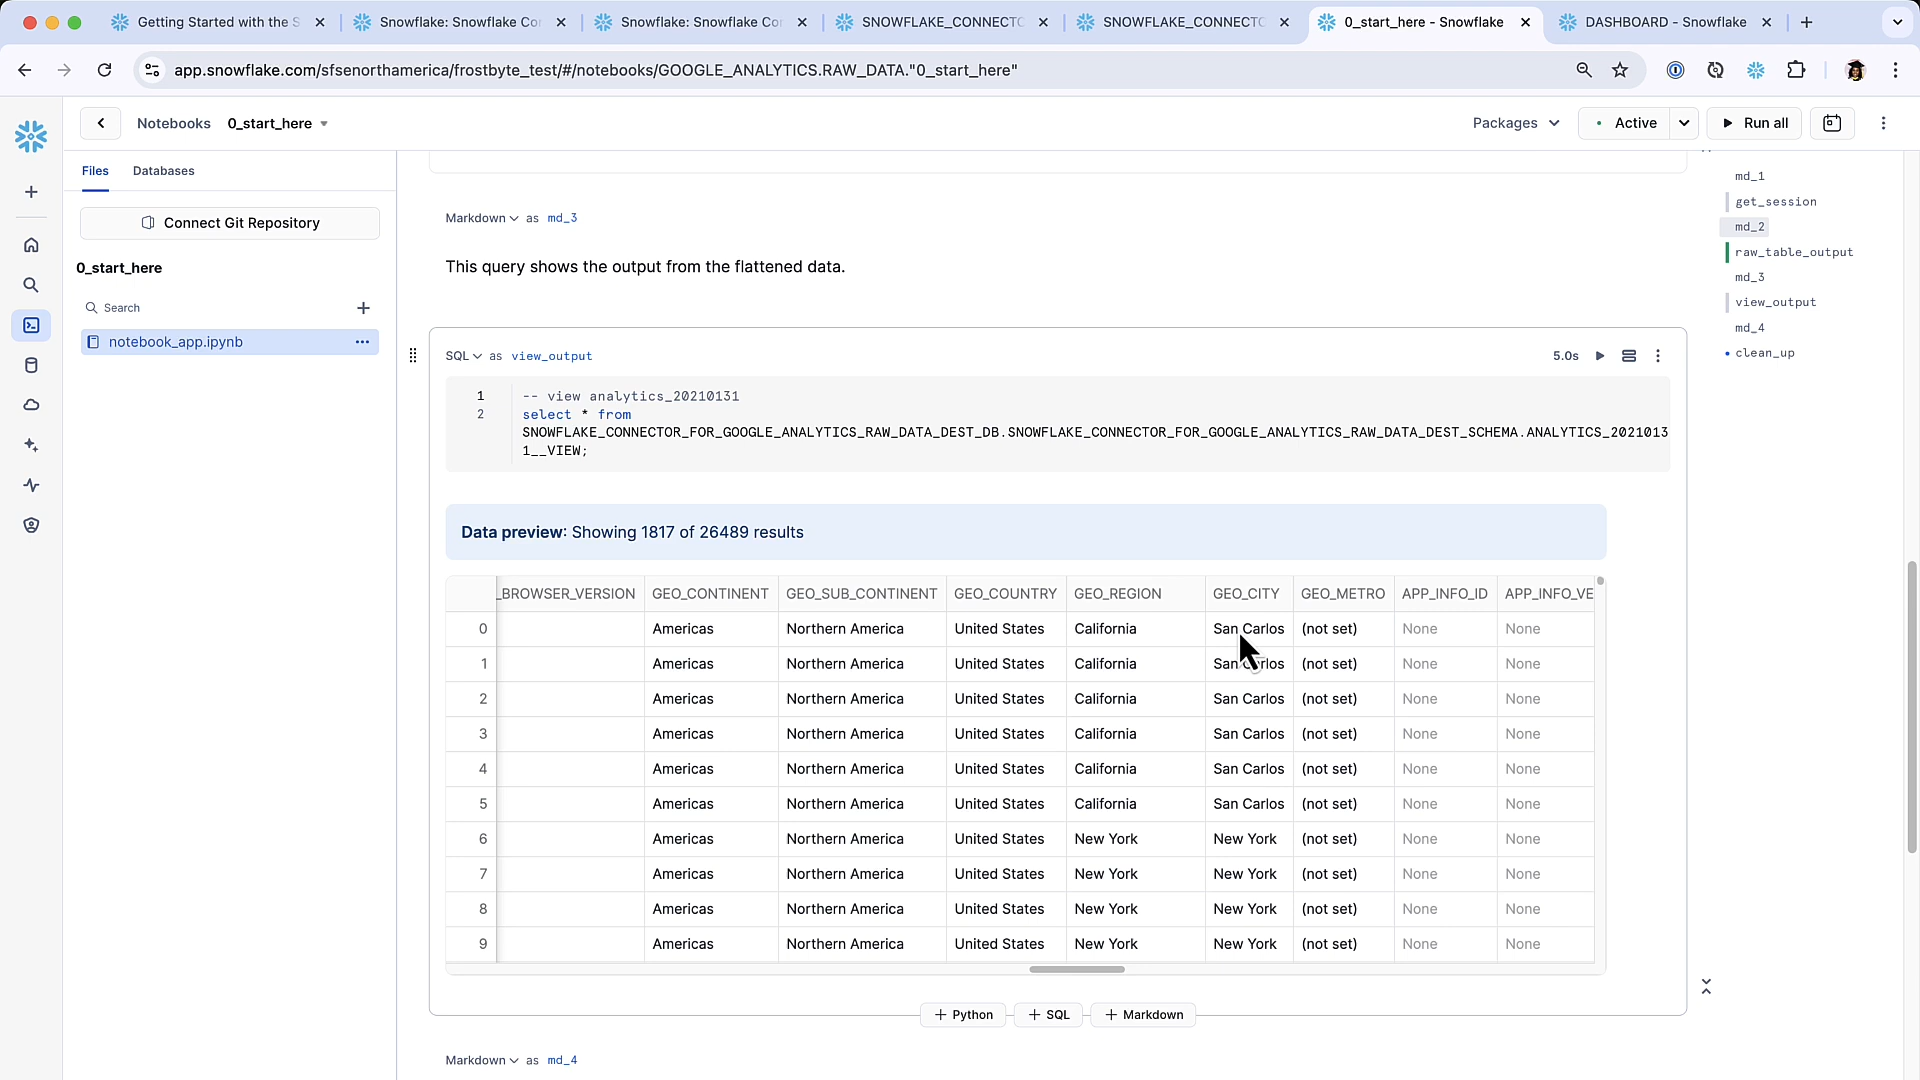 Getting Started with the S
Snowflake: Snowflake Co
Snowflake: Snowflake Co
SNOWFLAKE_CONNECTO
SNOWFLAKE_CONNECTO
0_start_here - Snowflake
DASHBOARD - Snowflake
app.snowflake.com/sfsenorthamerica/frostbyte_test/#/notebooks/GOOGLE_ANALYTICS.RAW_DATA."0_start_here"
Notebooks 0_start_here
Packages
Active
Run all
Files Databases
Connect Git Repository
0_start_here
Search
notebook_app.ipynb
Markdown as md_3
This query shows the output from the flattened data.
SQL as view_output
5.0s
1 -- view analytics_20210131
2 select * from
SNOWFLAKE_CONNECTOR_FOR_GOOGLE_ANALYTICS_RAW_DATA_DEST_DB.SNOWFLAKE_CONNECTOR_FOR_GOOGLE_ANALYTICS_RAW_DATA_DEST_SCHEMA.ANALYTICS_2021013
1__VIEW;
Data preview: Showing 1817 of 26489 results
_BROWSER_VERSION GEO_CONTINENT GEO_SUB_CONTINENT GEO_COUNTRY GEO_REGION GEO_CITY GEO_METRO APP_INFO_ID APP_INFO_VE
0 Americas Northern America United States California San Carlos (not set) None None
1 Americas Northern America United States California San Carlos (not set) None None
2 Americas Northern America United States California San Carlos (not set) None None
3 Americas Northern America United States California San Carlos (not set) None None
4 Americas Northern America United States California San Carlos (not set) None None
5 Americas Northern America United States California San Carlos (not set) None None
6 Americas Northern America United States New York New York (not set) None None
7 Americas Northern America United States New York New York (not set) None None
8 Americas Northern America United States New York New York (not set) None None
9 Americas Northern America United States New York New York (not set) None None
+ Python
+ SQL
+ Markdown
Markdown as md_4
md_1
get_session
md_2
raw_table_output
md_3
view_output
md_4
clean_up